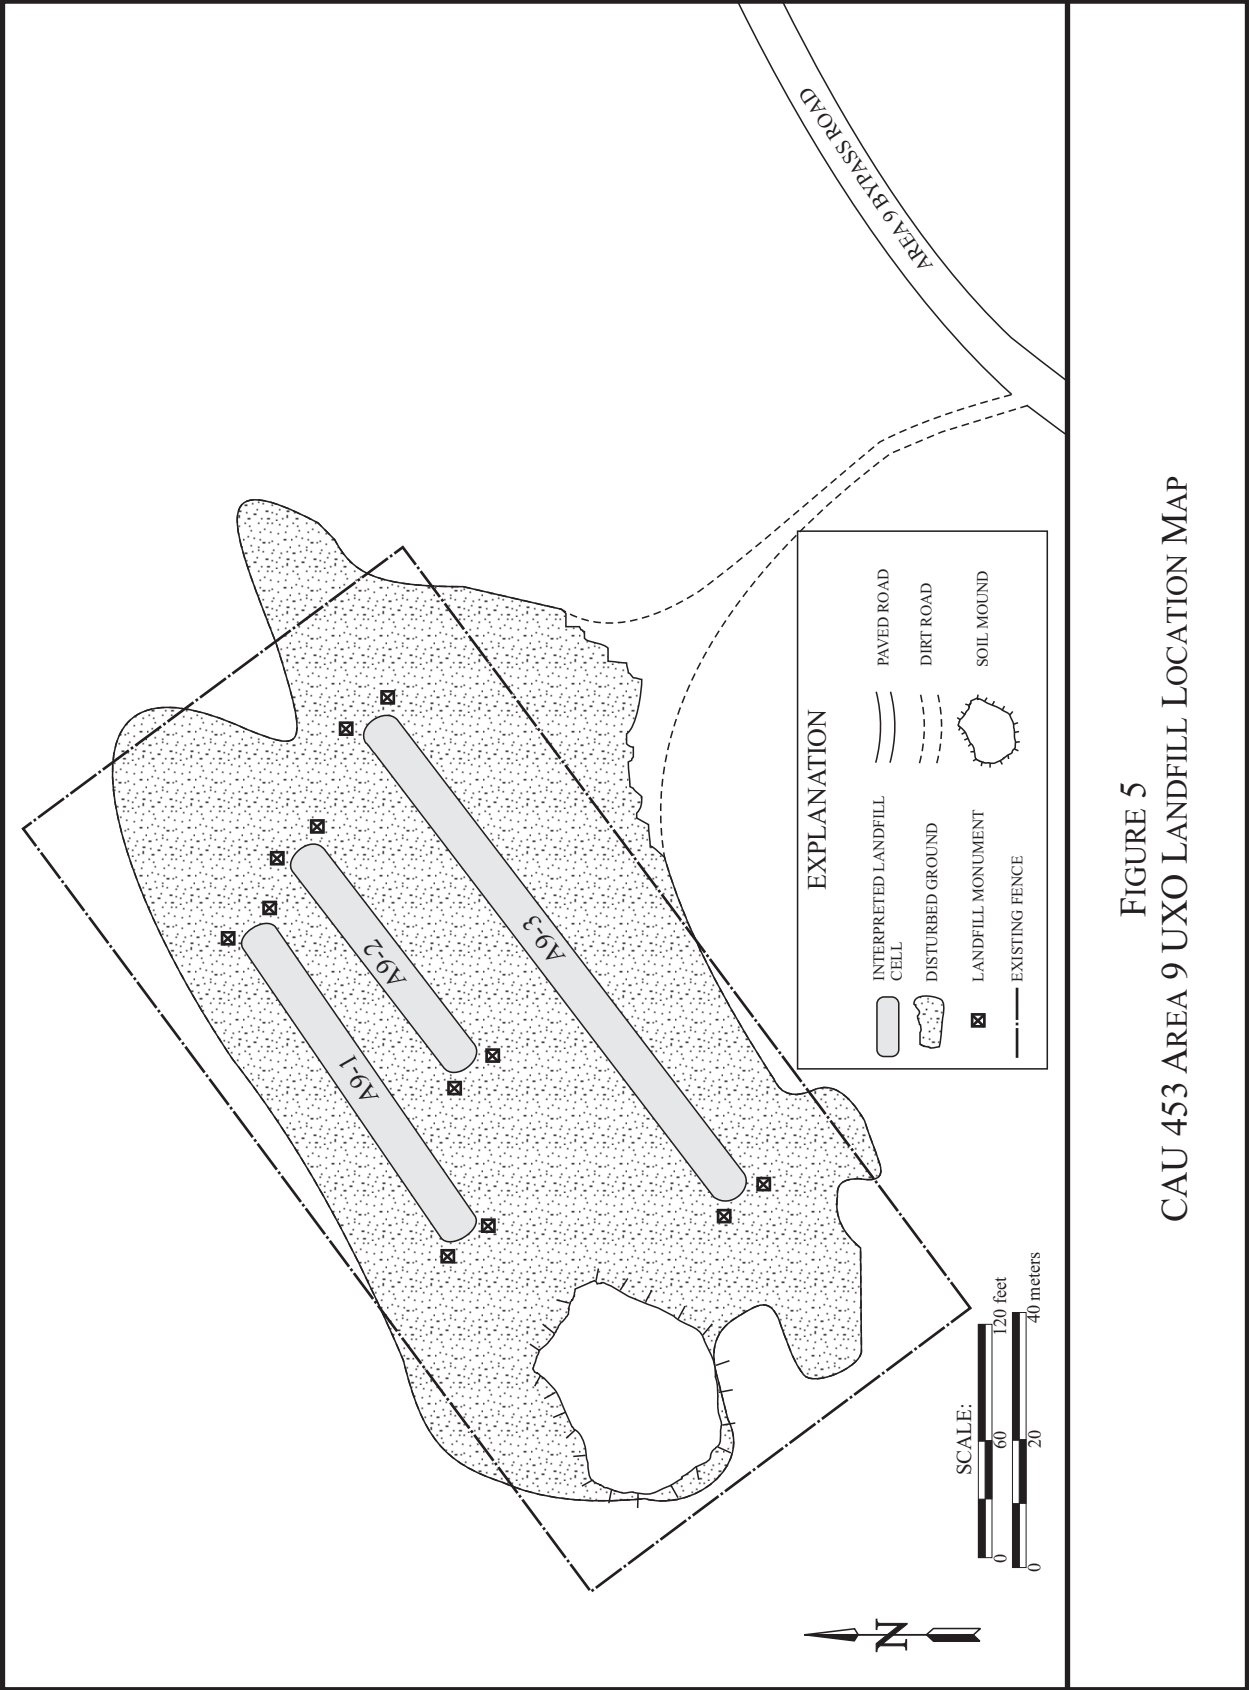 AREA 9 BYPASS ROAD
A9-1
A9-2
A9-3
EXPLANATION
INTERPRETED LANDFILL
CELL
DISTURBED GROUND
LANDFILL MONUMENT
EXISTING FENCE
PAVED ROAD
DIRT ROAD
SOIL MOUND
N
SCALE:
0 60 120 feet
0 20 40 meters
FIGURE 5
CAU 453 AREA 9 UXO LANDFILL LOCATION MAP